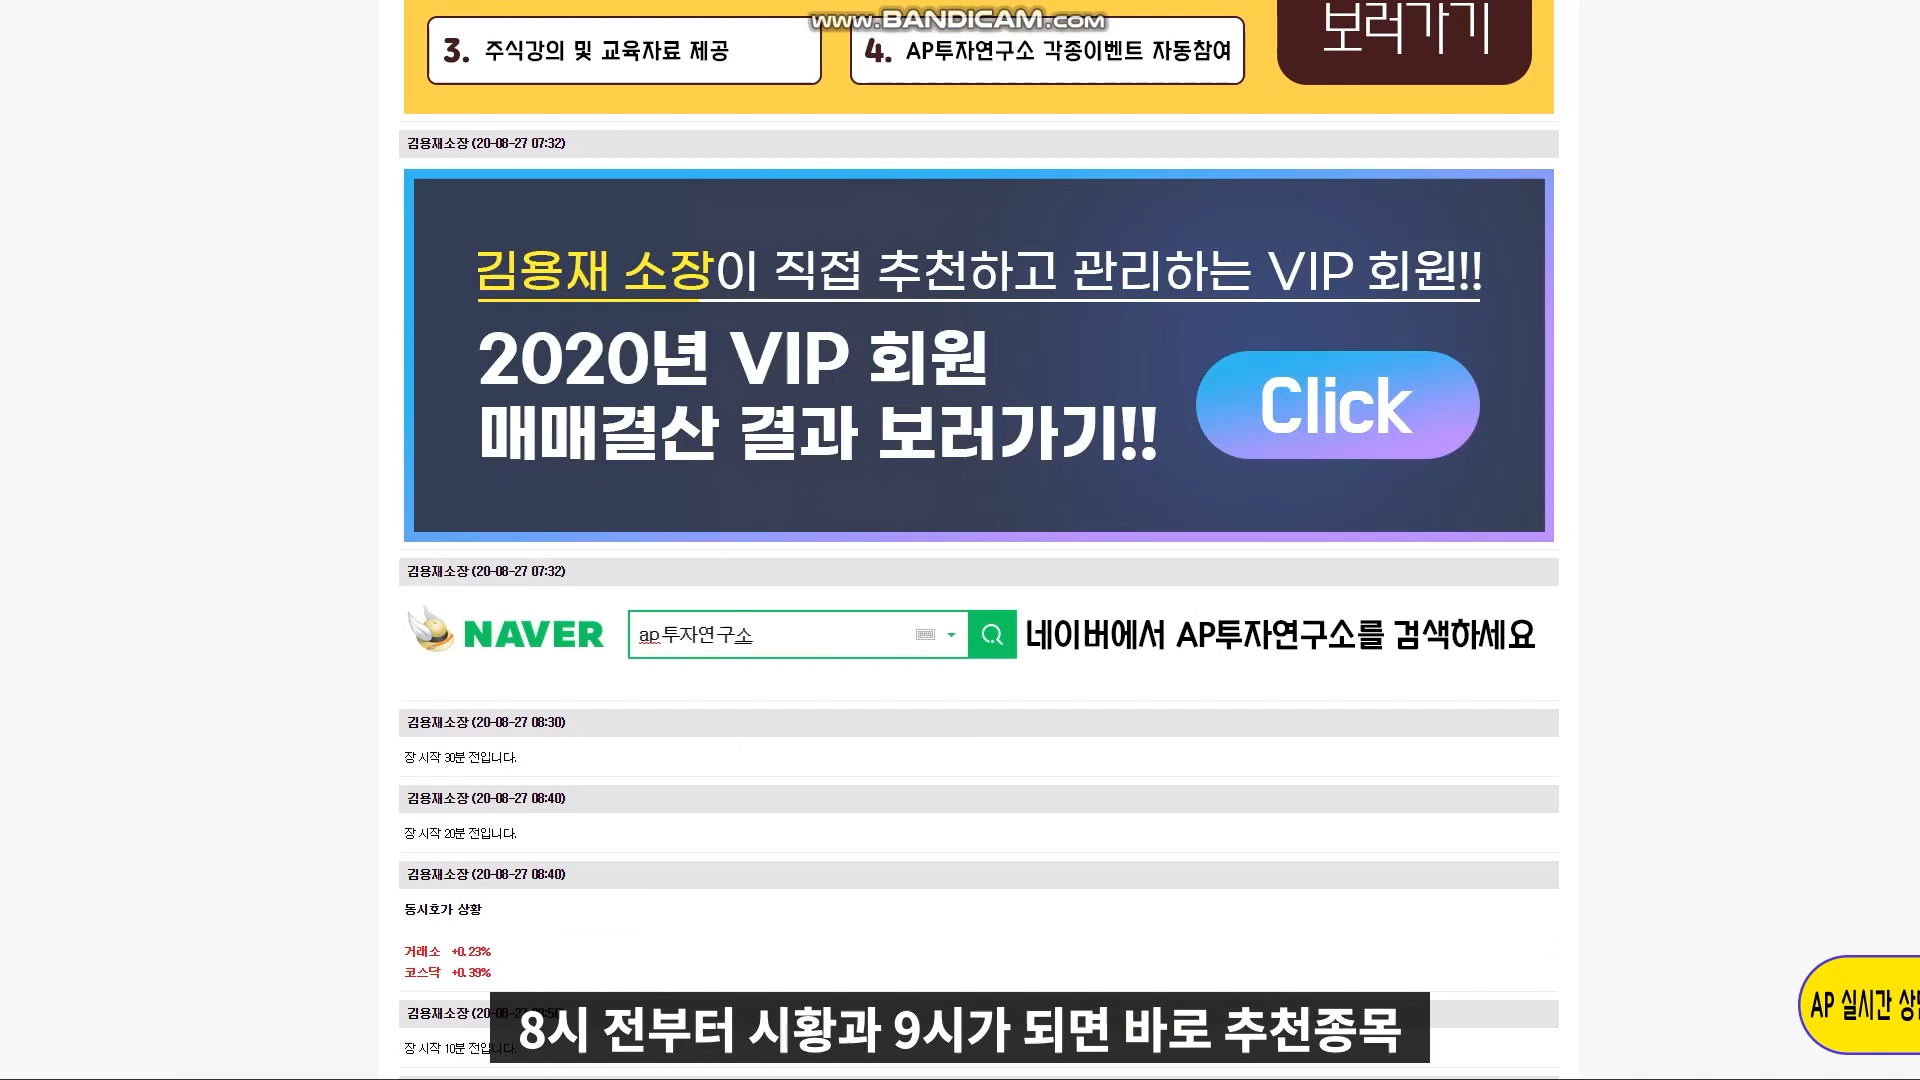 www.BANDICAM.com
3. 주식강의 및 교육자료 제공
4. AP투자연구소 각종이벤트 자동참여
보러가기
김용재소장 (20-08-27 07:32)
김용재 소장이 직접 추천하고 관리하는 VIP 회원!!
2020년 VIP 회원
매매결산 결과 보러가기!!
Click
김용재소장 (20-08-27 07:32)
NAVER
ap투자연구소
네이버에서 AP투자연구소를 검색하세요
김용재소장 (20-08-27 08:30)
장 시작 30분 전입니다.
김용재소장 (20-08-27 08:40)
장 시작 20분 전입니다.
김용재소장 (20-08-27 08:40)
동시호가 상황
거래소 +0.23%
코스닥 +0.39%
AP 실시간
김용재소장 (20-08-27 08:50)
장 시작 10분 전입니다.
8시 전부터 시황과 9시가 되면 바로 추천종목